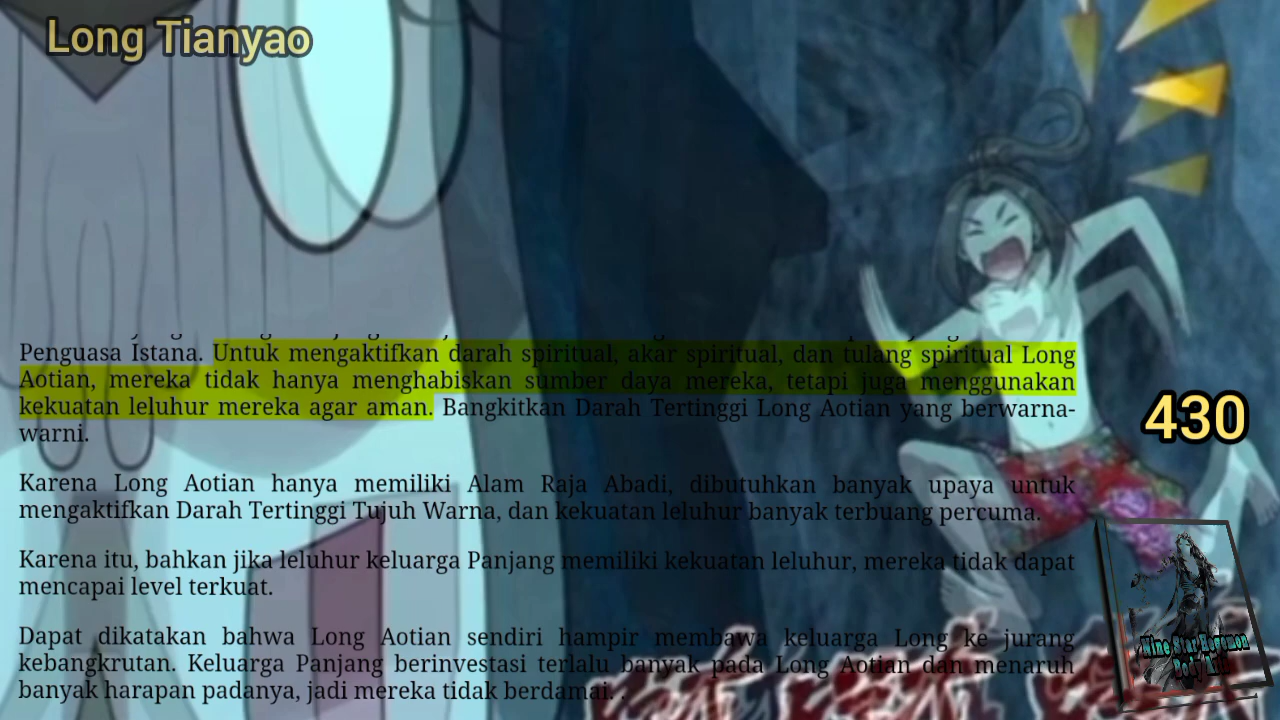 Long Tianyao
Penguasa Istana. Untuk mengaktifkan darah spiritual, akar spiritual, dan tulang spiritual Long
Aotian, mereka tidak hanya menghabiskan sumber daya mereka, tetapi juga menggunakan
kekuatan leluhur mereka agar aman. Bangkitkan Darah Tertinggi Long Aotian yang berwarna-
warni.
430
Karena Long Aotian hanya memiliki Alam Raja Abadi, dibutuhkan banyak upaya untuk
mengaktifkan Darah Tertinggi Tujuh Warna, dan kekuatan leluhur banyak terbuang percuma.
Karena itu, bahkan jika leluhur keluarga Panjang memiliki kekuatan leluhur, mereka tidak dapat
mencapai level terkuat.
Dapat dikatakan bahwa Long Aotian sendiri hampir membawa keluarga Long ke jurang
kebangkrutan. Keluarga Panjang berinvestasi terlalu banyak pada Long Aotian dan menaruh
banyak harapan padanya, jadi mereka tidak berdamai. .
Nine Star Hegemon
Body Arts